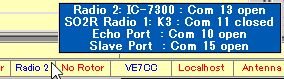 Radio 2: IC-7300 : Com 13 open
SO2R Radio 1: K3 : Com 11 closed
Echo Port : Com 10 open
Slave Port : Com 15 open
Radio 2 No Rotor VE7CC Localhost Antenna